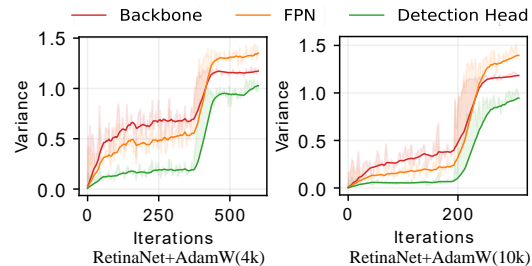 Backbone FPN Detection Head
Variance
1.5
1.0
0.5
0.0
0 250 500
Iterations
RetinaNet+AdamW(4k)
Variance
1.5
1.0
0.5
0.0
0 200
Iterations
RetinaNet+AdamW(10k)